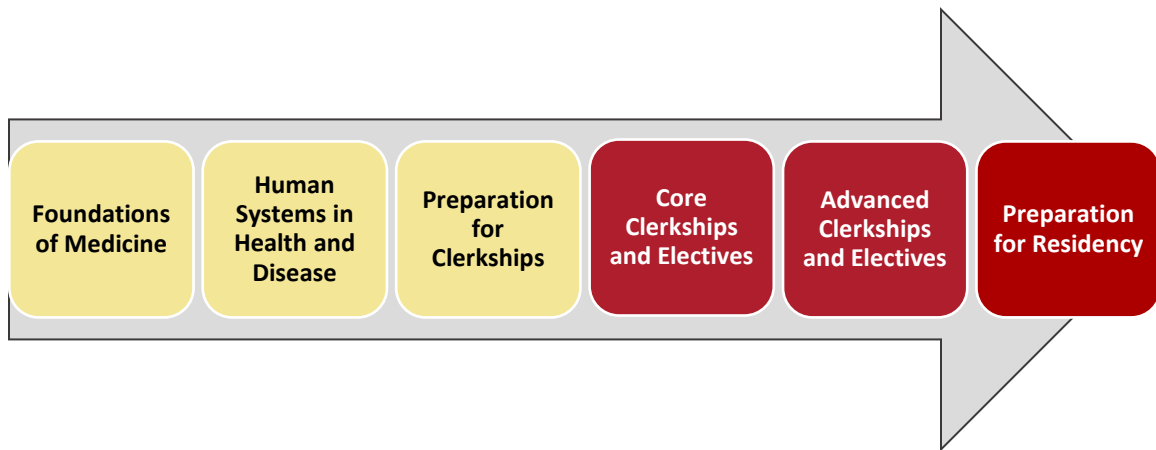 Foundations
of Medicine
Human
Systems in
Health and
Disease
Preparation
for
Clerkships
Core
Clerkships
and Electives
Advanced
Clerkships
and Electives
Preparation
for Residency